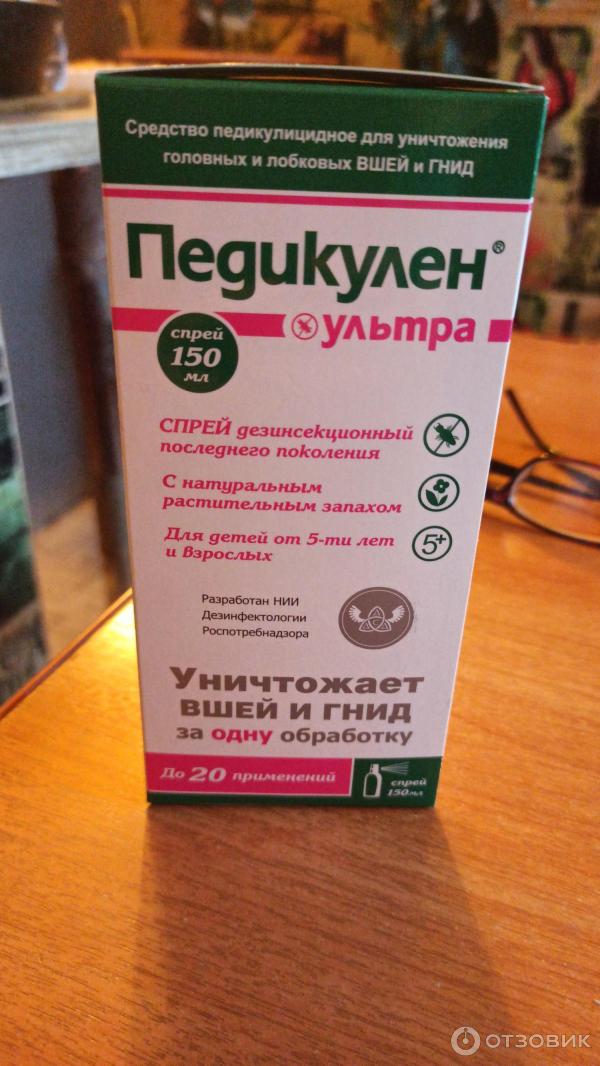 Средство педикулицидное для уничтожения
головных и лобковых ВШЕЙ и ГНИД
Педикулен®
ультра
спрей
150
мл
СПРЕЙ дезинсекционный
последнего поколения
С натуральным
растительным запахом
Для детей от 5-ти лет
и взрослых
5+
Разработан НИИ
Дезинфектологии
Роспотребнадзора
Уничтожает
ВШЕЙ И ГНИД
за одну обработку
До 20 применений
спрей
150мл
ОТЗОВИК